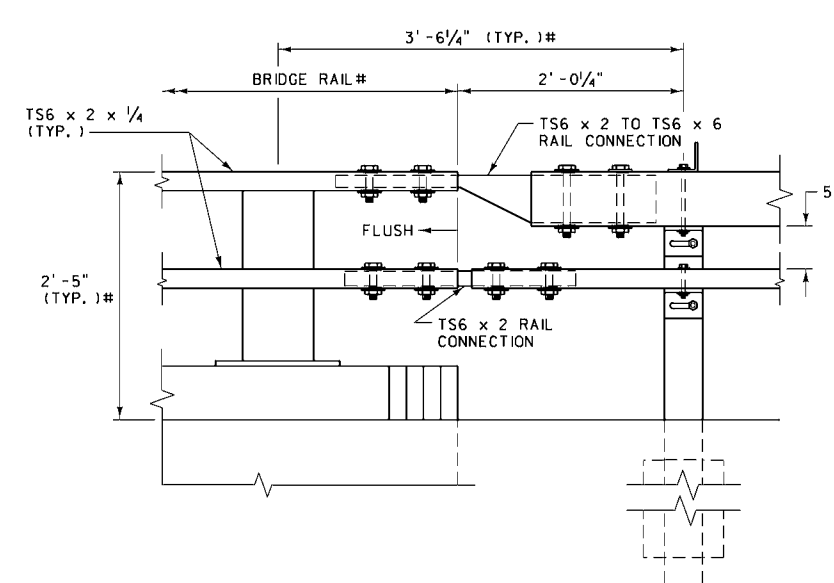 3'-6¼" (TYP.)#
BRIDGE RAIL#
2'-0¼"
TS6 x 2 x ¼
(TYP.)
TS6 x 2 TO TS6 x 6
RAIL CONNECTION
5
FLUSH
2'-5"
(TYP.)#
TS6 x 2 RAIL
CONNECTION